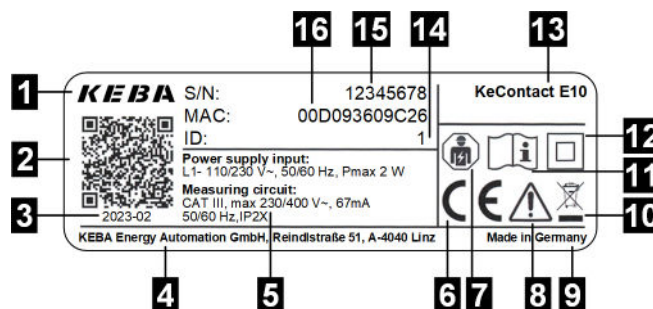 16 15 14 13
1 KEBA S/N: 12345678 KeContact E10
MAC: 00D093609C26
ID: 1
12
2 Power supply input:
L1- 110/230 V~, 50/60 Hz, Pmax 2 W
11
Measuring circuit:
CAT III, max 230/400 V~, 67mA
3 2023-02 50/60 Hz,IP2X
10
KEBA Energy Automation GmbH, Reindlstraße 51, A-4040 Linz Made in Germany
4 5 6 7 8 9